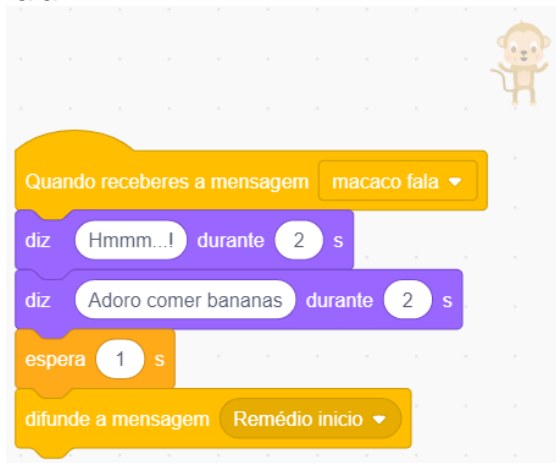 Quando receberes a mensagem macaco fala
diz Hmmm...! durante 2 s
diz Adoro comer bananas durante 2 s
espera 1 s
difunde a mensagem Remédio inicio